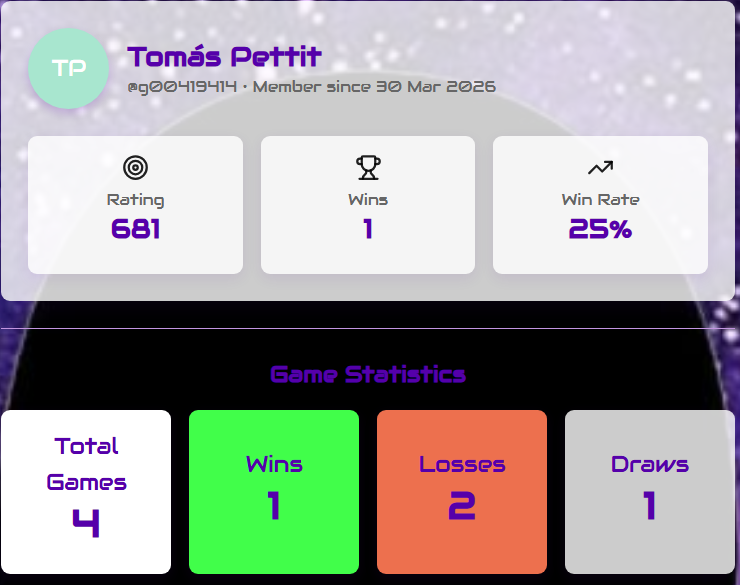 TP
Tomás Pettit
@g00419414 • Member since 30 Mar 2026
Rating
681
Wins
1
Win Rate
25%
Game Statistics
Total
Games
4
Wins
1
Losses
2
Draws
1